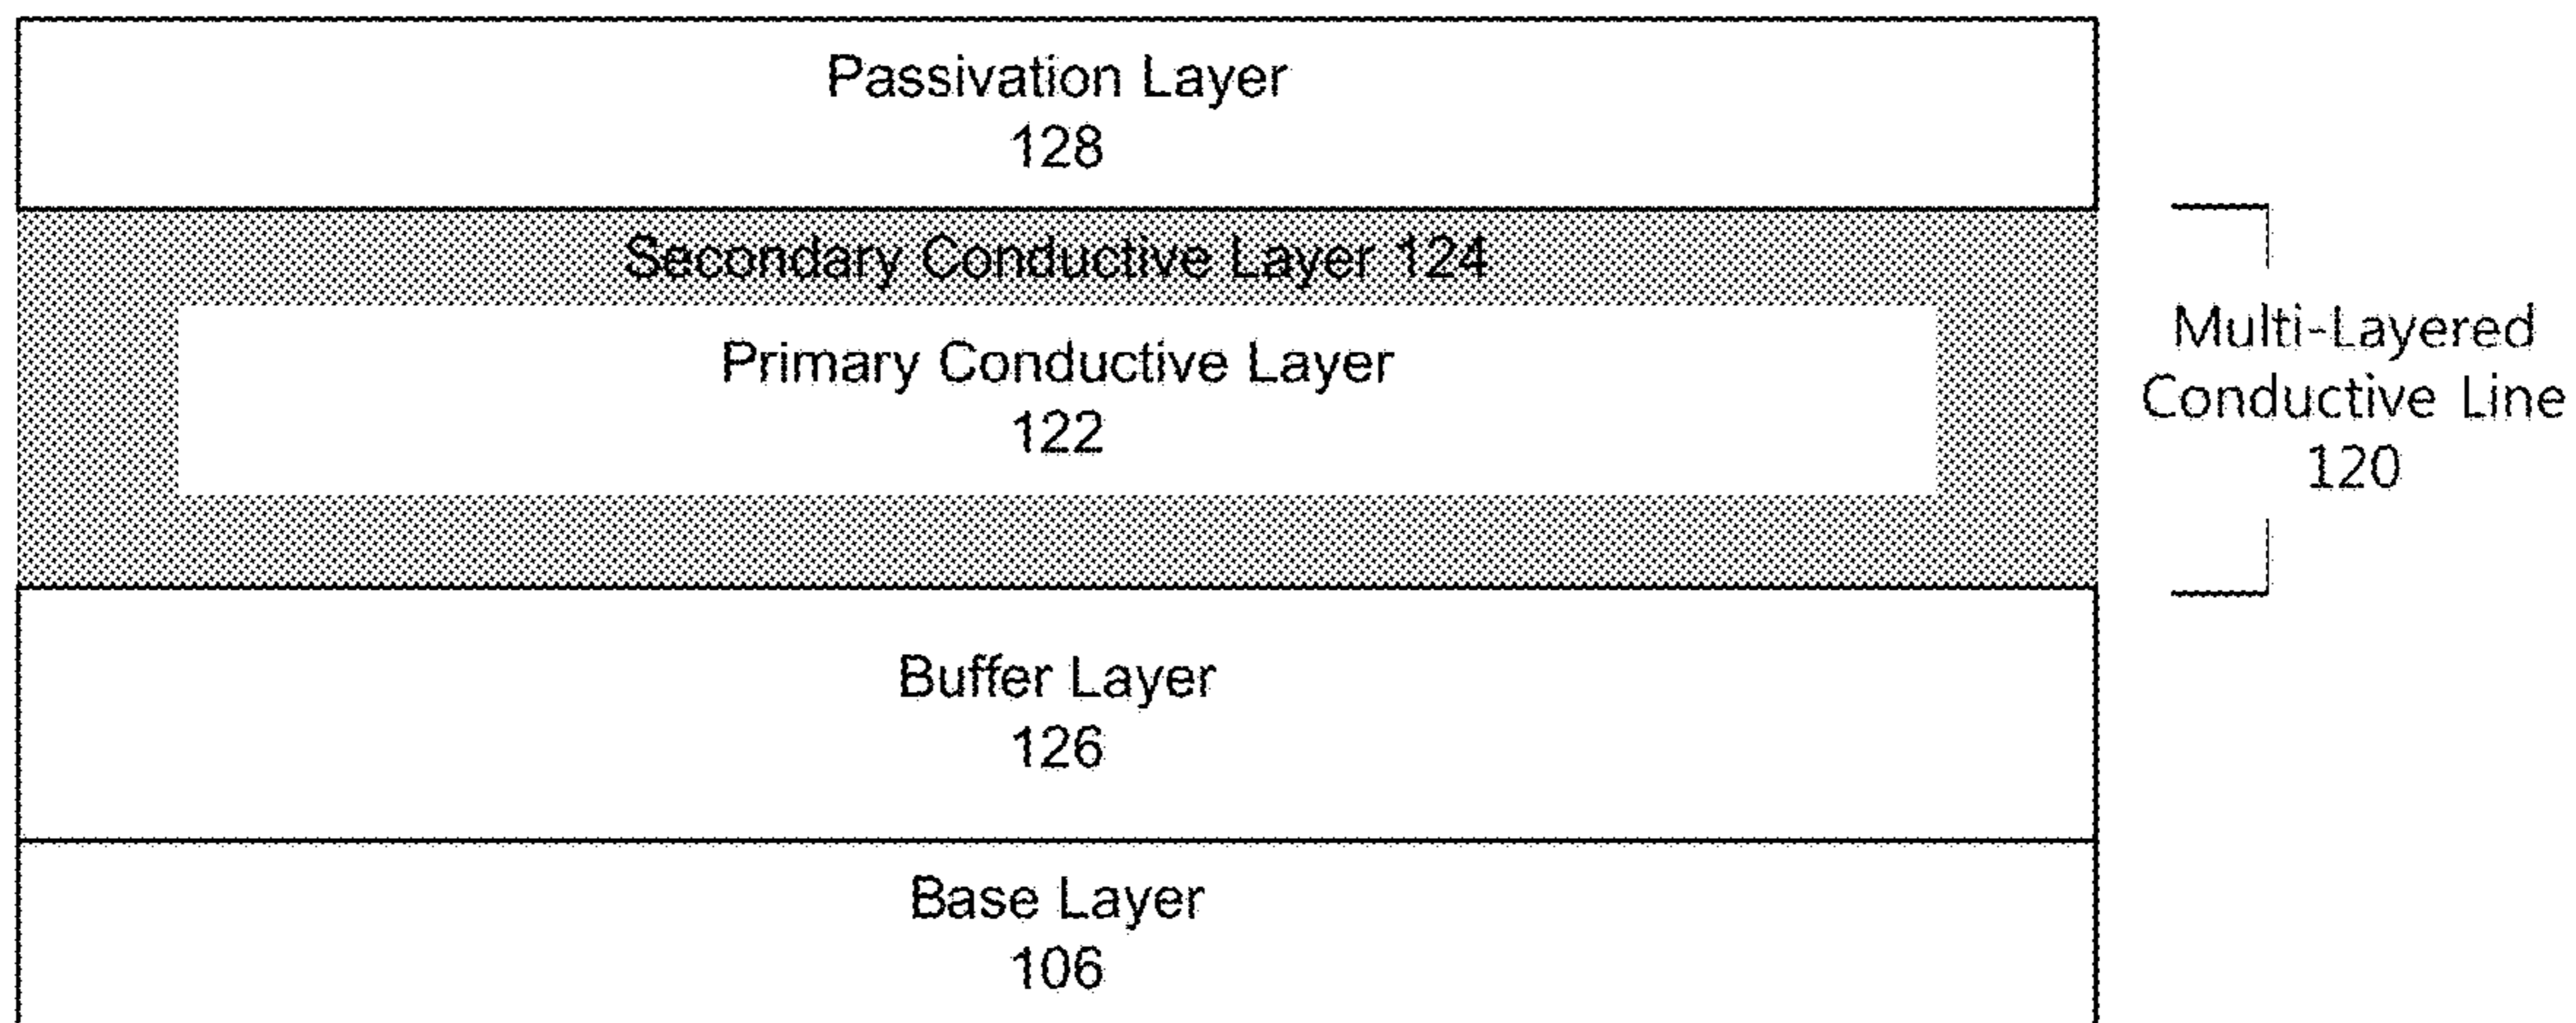 Passivation Layer
128
Secondary Conductive Layer 124
Primary Conductive Layer
122
Multi-Layered
Conductive Line
120
Buffer Layer
126
Base Layer
106